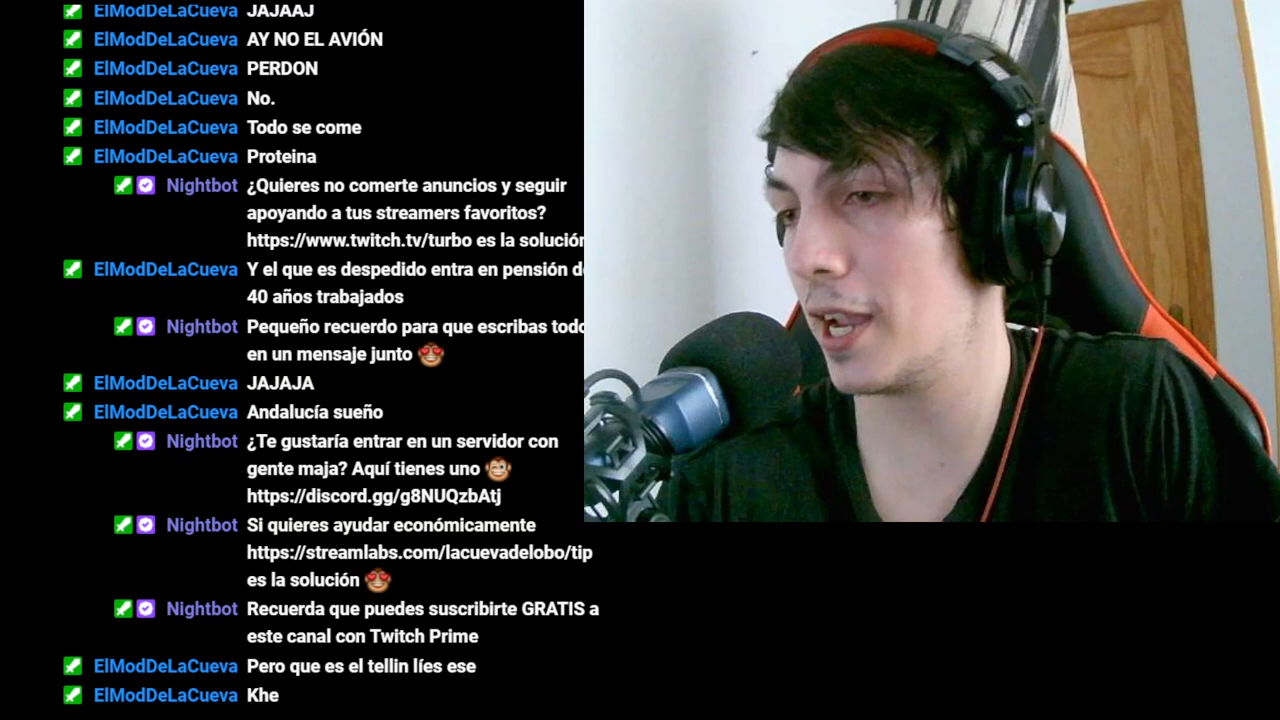 ElModDeLaCueva JAJAAJ
ElModDeLaCueva AY NO EL AVIÓN
ElModDeLaCueva PERDON
ElModDeLaCueva No.
ElModDeLaCueva Todo se come
ElModDeLaCueva Proteina
Nightbot ¿Quieres no comerte anuncios y seguir
apoyando a tus streamers favoritos?
https://www.twitch.tv/turbo es la solución
ElModDeLaCueva Y el que es despedido entra en pensión de
40 años trabajados
Nightbot Pequeño recuerdo para que escribas todo
en un mensaje junto
ElModDeLaCueva JAJAJA
ElModDeLaCueva Andalucía sueño
Nightbot ¿Te gustaría entrar en un servidor con
gente maja? Aquí tienes uno
https://discord.gg/g8NUQzbAtj
Nightbot Si quieres ayudar económicamente
https://streamlabs.com/lacuevadelobo/tip
es la solución
Nightbot Recuerda que puedes suscribirte GRATIS a
este canal con Twitch Prime
ElModDeLaCueva Pero que es el tellin líes ese
ElModDeLaCueva Khe